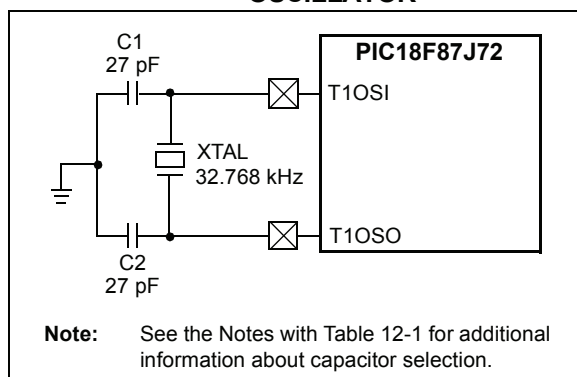 OSCILLATOR
C1
27 pF
PIC18F87J72
T1OSI
XTAL
32.768 kHz
T1OSO
C2
27 pF
Note: See the Notes with Table 12-1 for additional
information about capacitor selection.